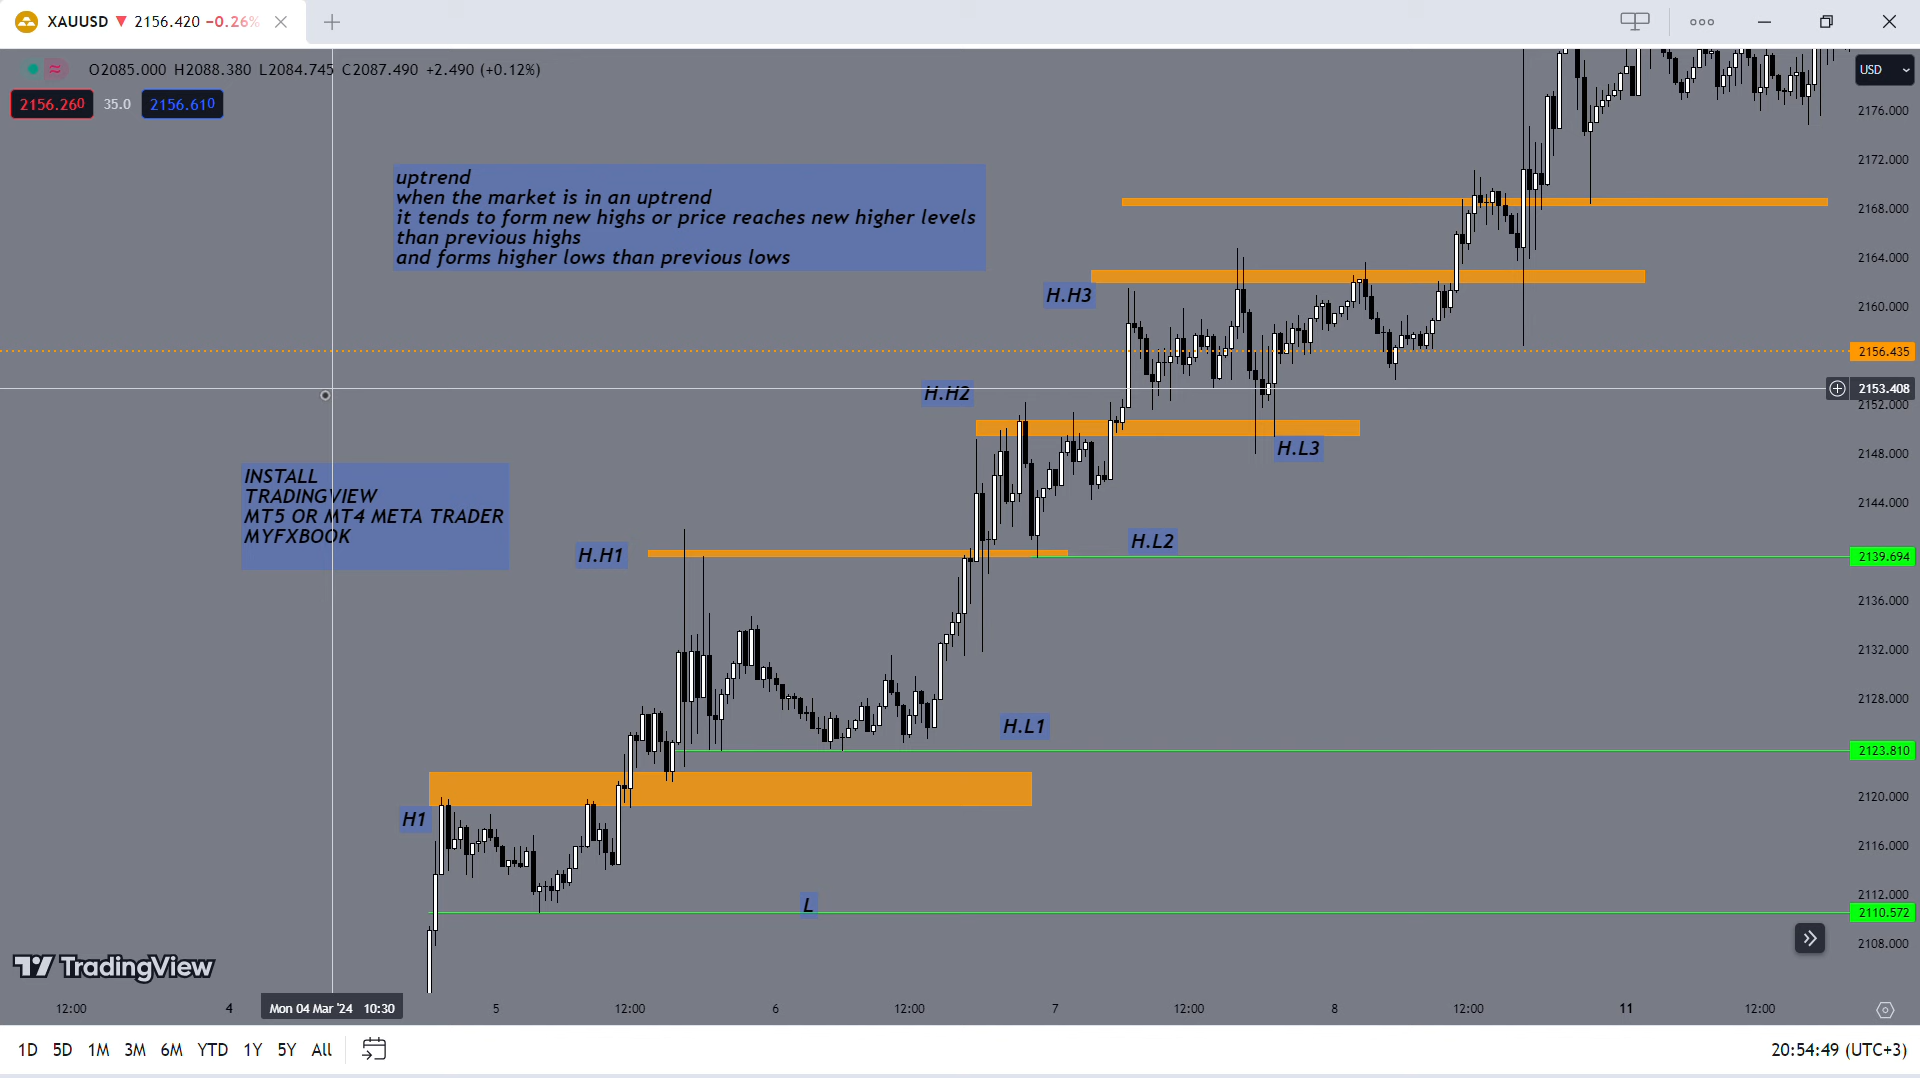 XAUUSD ▼ 2156.420 −0.26%
O2085.000 H2088.380 L2084.745 C2087.490 +2.490 (+0.12%)
USD
2156.260 35.0 2156.610
2176.000
2172.000
uptrend
when the market is in an uptrend
it tends to form new highs or price reaches new higher levels
than previous highs
and forms higher lows than previous lows
2168.000
2164.000
H.H3
2160.000
2156.435
H.H2
2153.408
2152.000
H.L3
2148.000
INSTALL
TRADINGVIEW
MT5 OR MT4 META TRADER
MYFXBOOK
2144.000
H.L2
H.H1
2139.694
2136.000
2132.000
2128.000
H.L1
2123.810
2120.000
H1
2116.000
2112.000
L
2110.572
2108.000
TradingView
12:00 4 Mon 04 Mar '24 10:30 5 12:00 6 12:00 7 12:00 8 12:00 11 12:00
1D 5D 1M 3M 6M YTD 1Y 5Y All 20:54:49 (UTC+3)